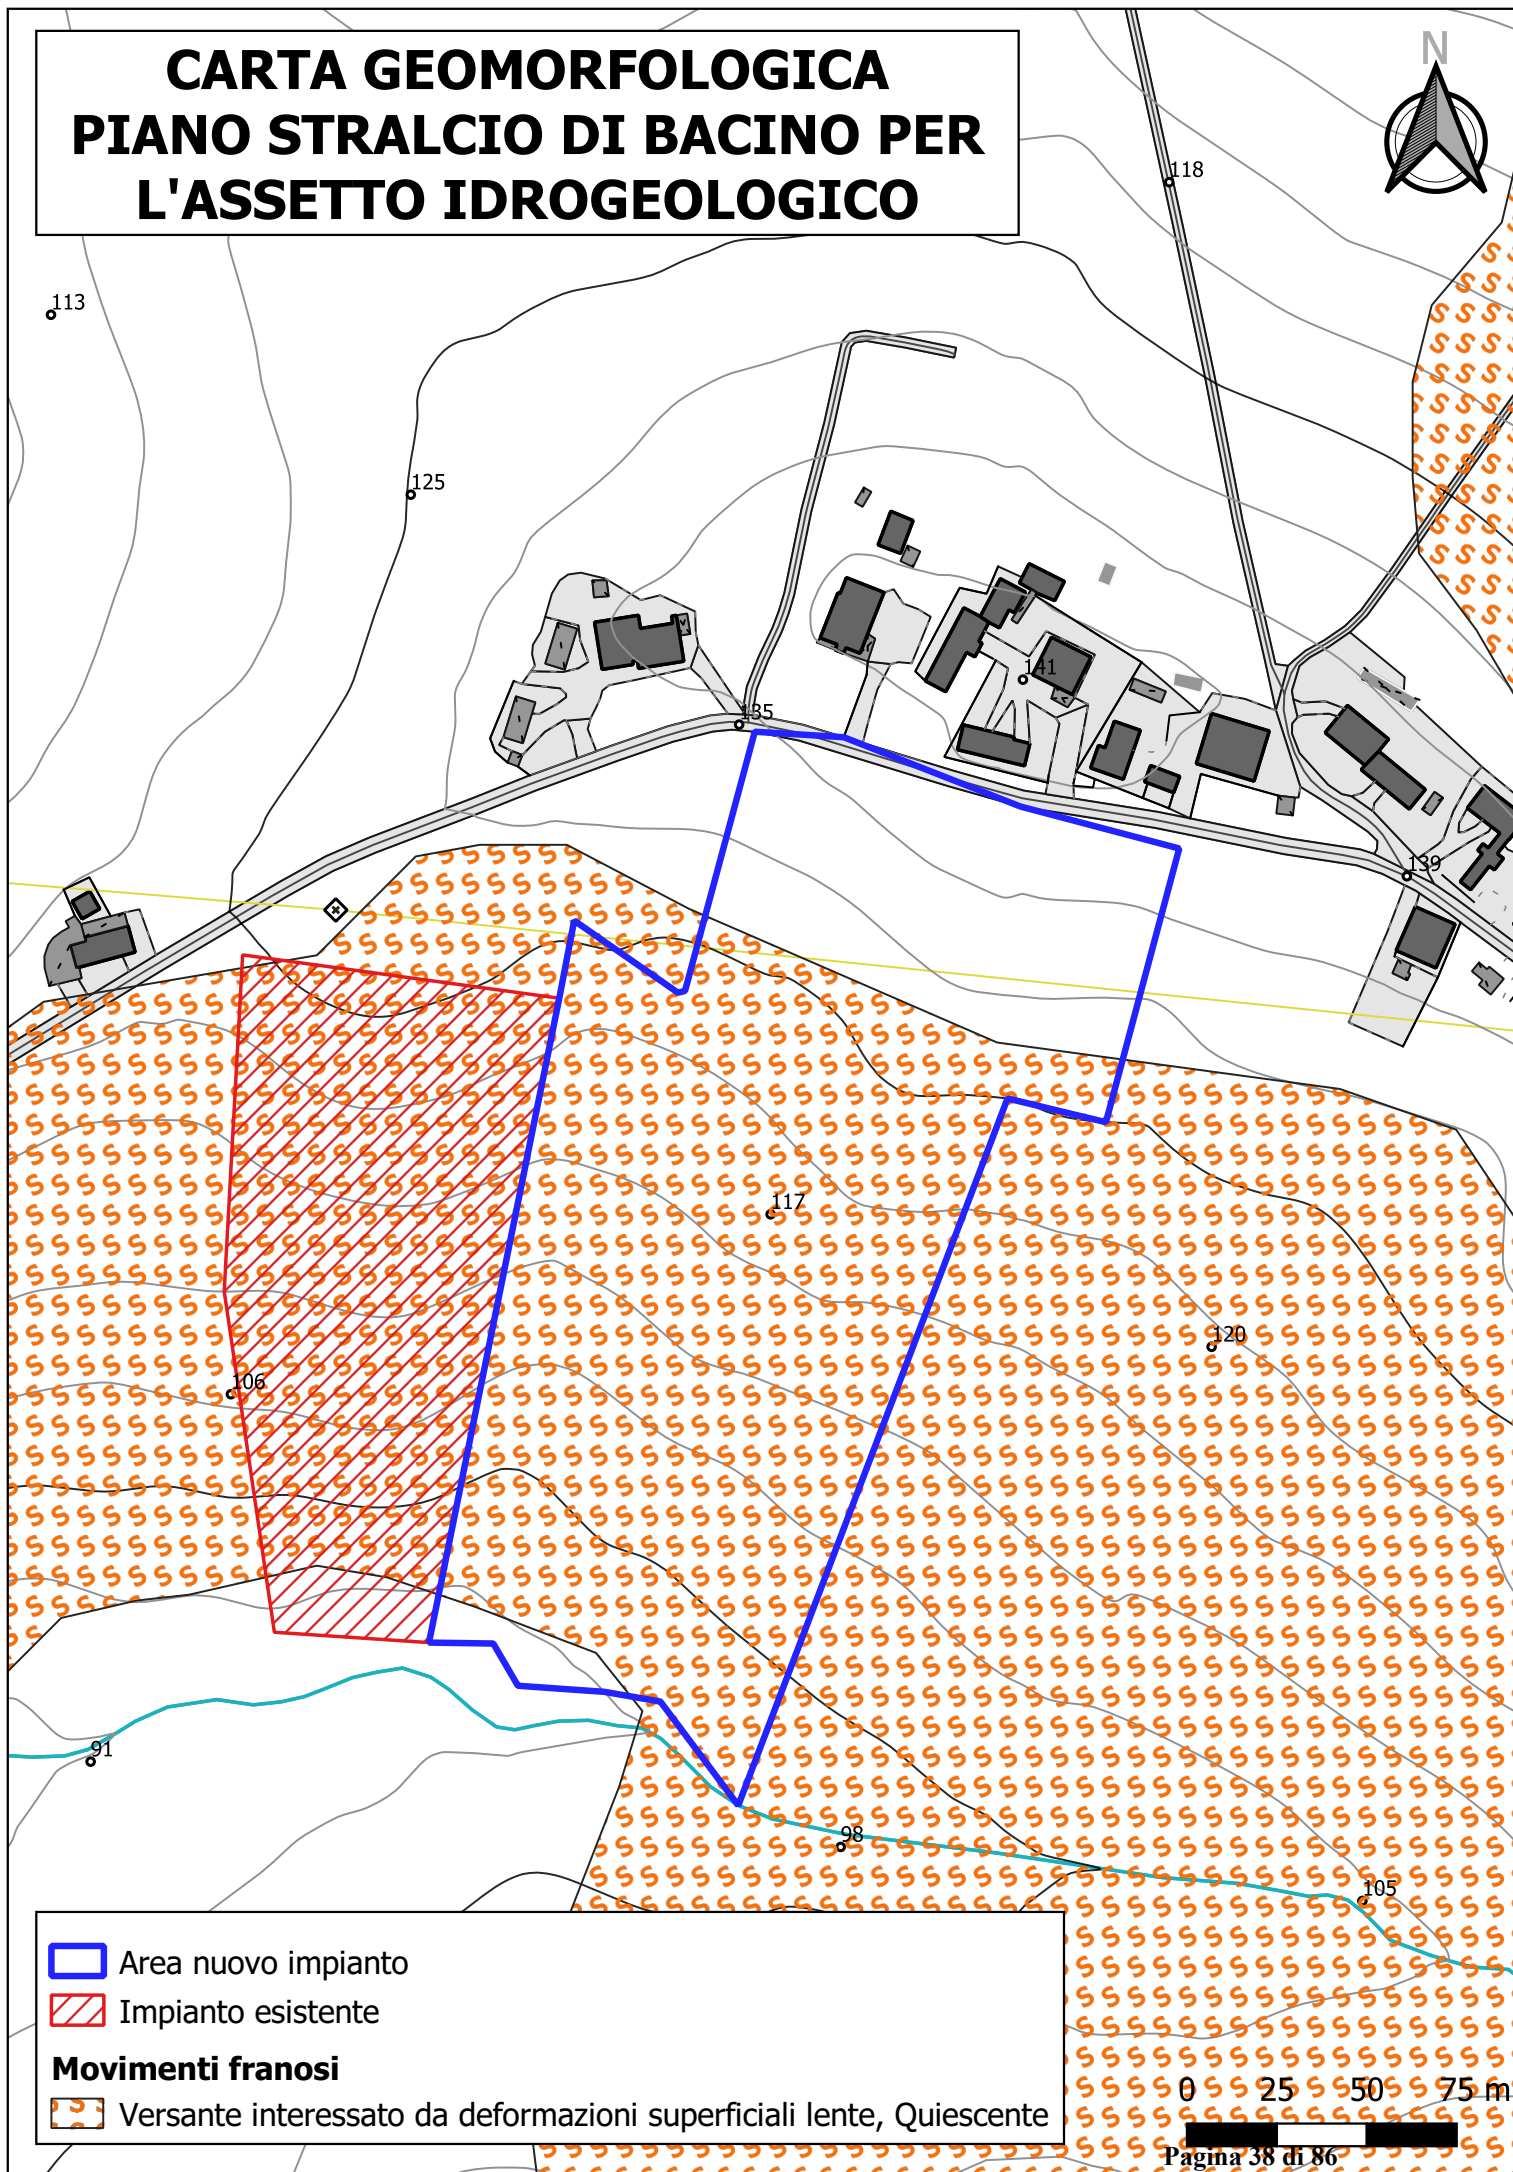 CARTA GEOMORFOLOGICA
PIANO STRALCIO DI BACINO PER
L'ASSETTO IDROGEOLOGICO
N
118
113
125
141
135
139
117
120
106
91
98
105
Area nuovo impianto
Impianto esistente
Movimenti franosi
Versante interessato da deformazioni superficiali lente, Quiescente
0 25 50 75 m
Pagina 38 di 86